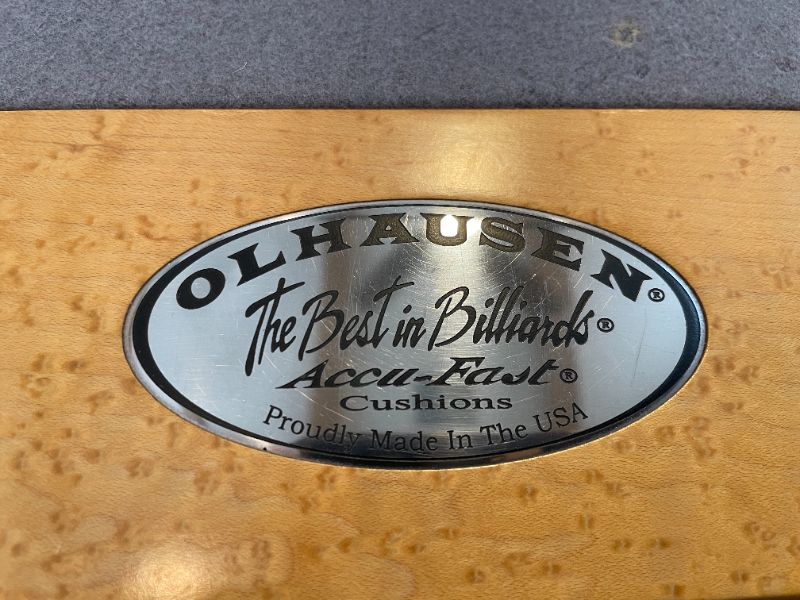 OLHAUSEN®
The Best in Billiards®
Accu-Fast®
Cushions
Proudly Made In The USA